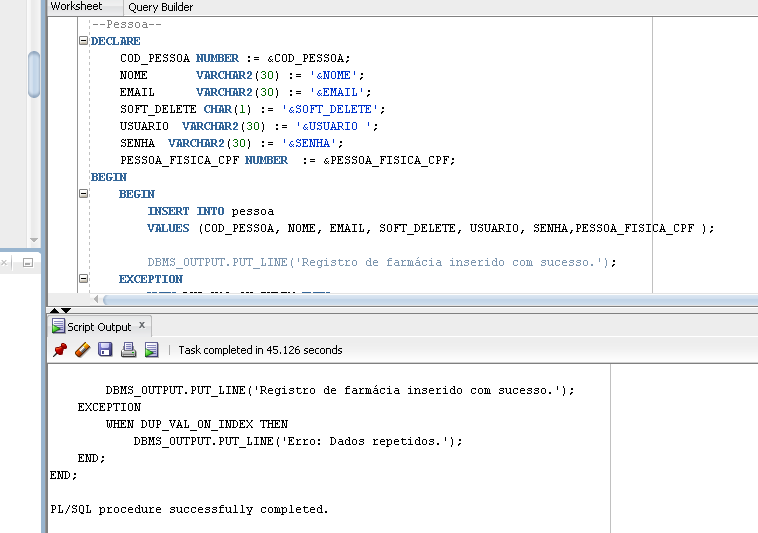 Worksheet Query Builder
--Pessoa--
DECLARE
COD_PESSOA NUMBER := &COD_PESSOA;
NOME VARCHAR2(30) := '&NOME';
EMAIL VARCHAR2(30) := '&EMAIL';
SOFT_DELETE CHAR(1) := '&SOFT_DELETE';
USUARIO VARCHAR2(30) := '&USUARIO ';
SENHA VARCHAR2(30) := '&SENHA';
PESSOA_FISICA_CPF NUMBER := &PESSOA_FISICA_CPF;
BEGIN
BEGIN
INSERT INTO pessoa
VALUES (COD_PESSOA, NOME, EMAIL, SOFT_DELETE, USUARIO, SENHA,PESSOA_FISICA_CPF );
DBMS_OUTPUT.PUT_LINE('Registro de farmácia inserido com sucesso.');
EXCEPTION
Script Output x
Task completed in 45.126 seconds
DBMS_OUTPUT.PUT_LINE('Registro de farmácia inserido com sucesso.');
EXCEPTION
WHEN DUP_VAL_ON_INDEX THEN
DBMS_OUTPUT.PUT_LINE('Erro: Dados repetidos.');
END;
END;
PL/SQL procedure successfully completed.